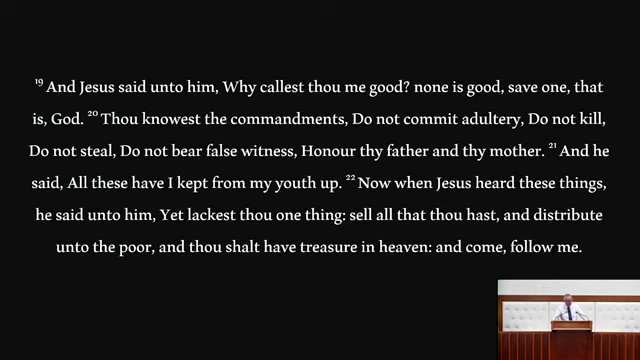 ¹⁹ And Jesus said unto him, Why callest thou me good? none is good, save one, that
is, God. ²⁰ Thou knowest the commandments, Do not commit adultery, Do not kill,
Do not steal, Do not bear false witness, Honour thy father and thy mother. ²¹ And he
said, All these have I kept from my youth up. ²² Now when Jesus heard these things,
he said unto him, Yet lackest thou one thing: sell all that thou hast, and distribute
unto the poor, and thou shalt have treasure in heaven: and come, follow me.